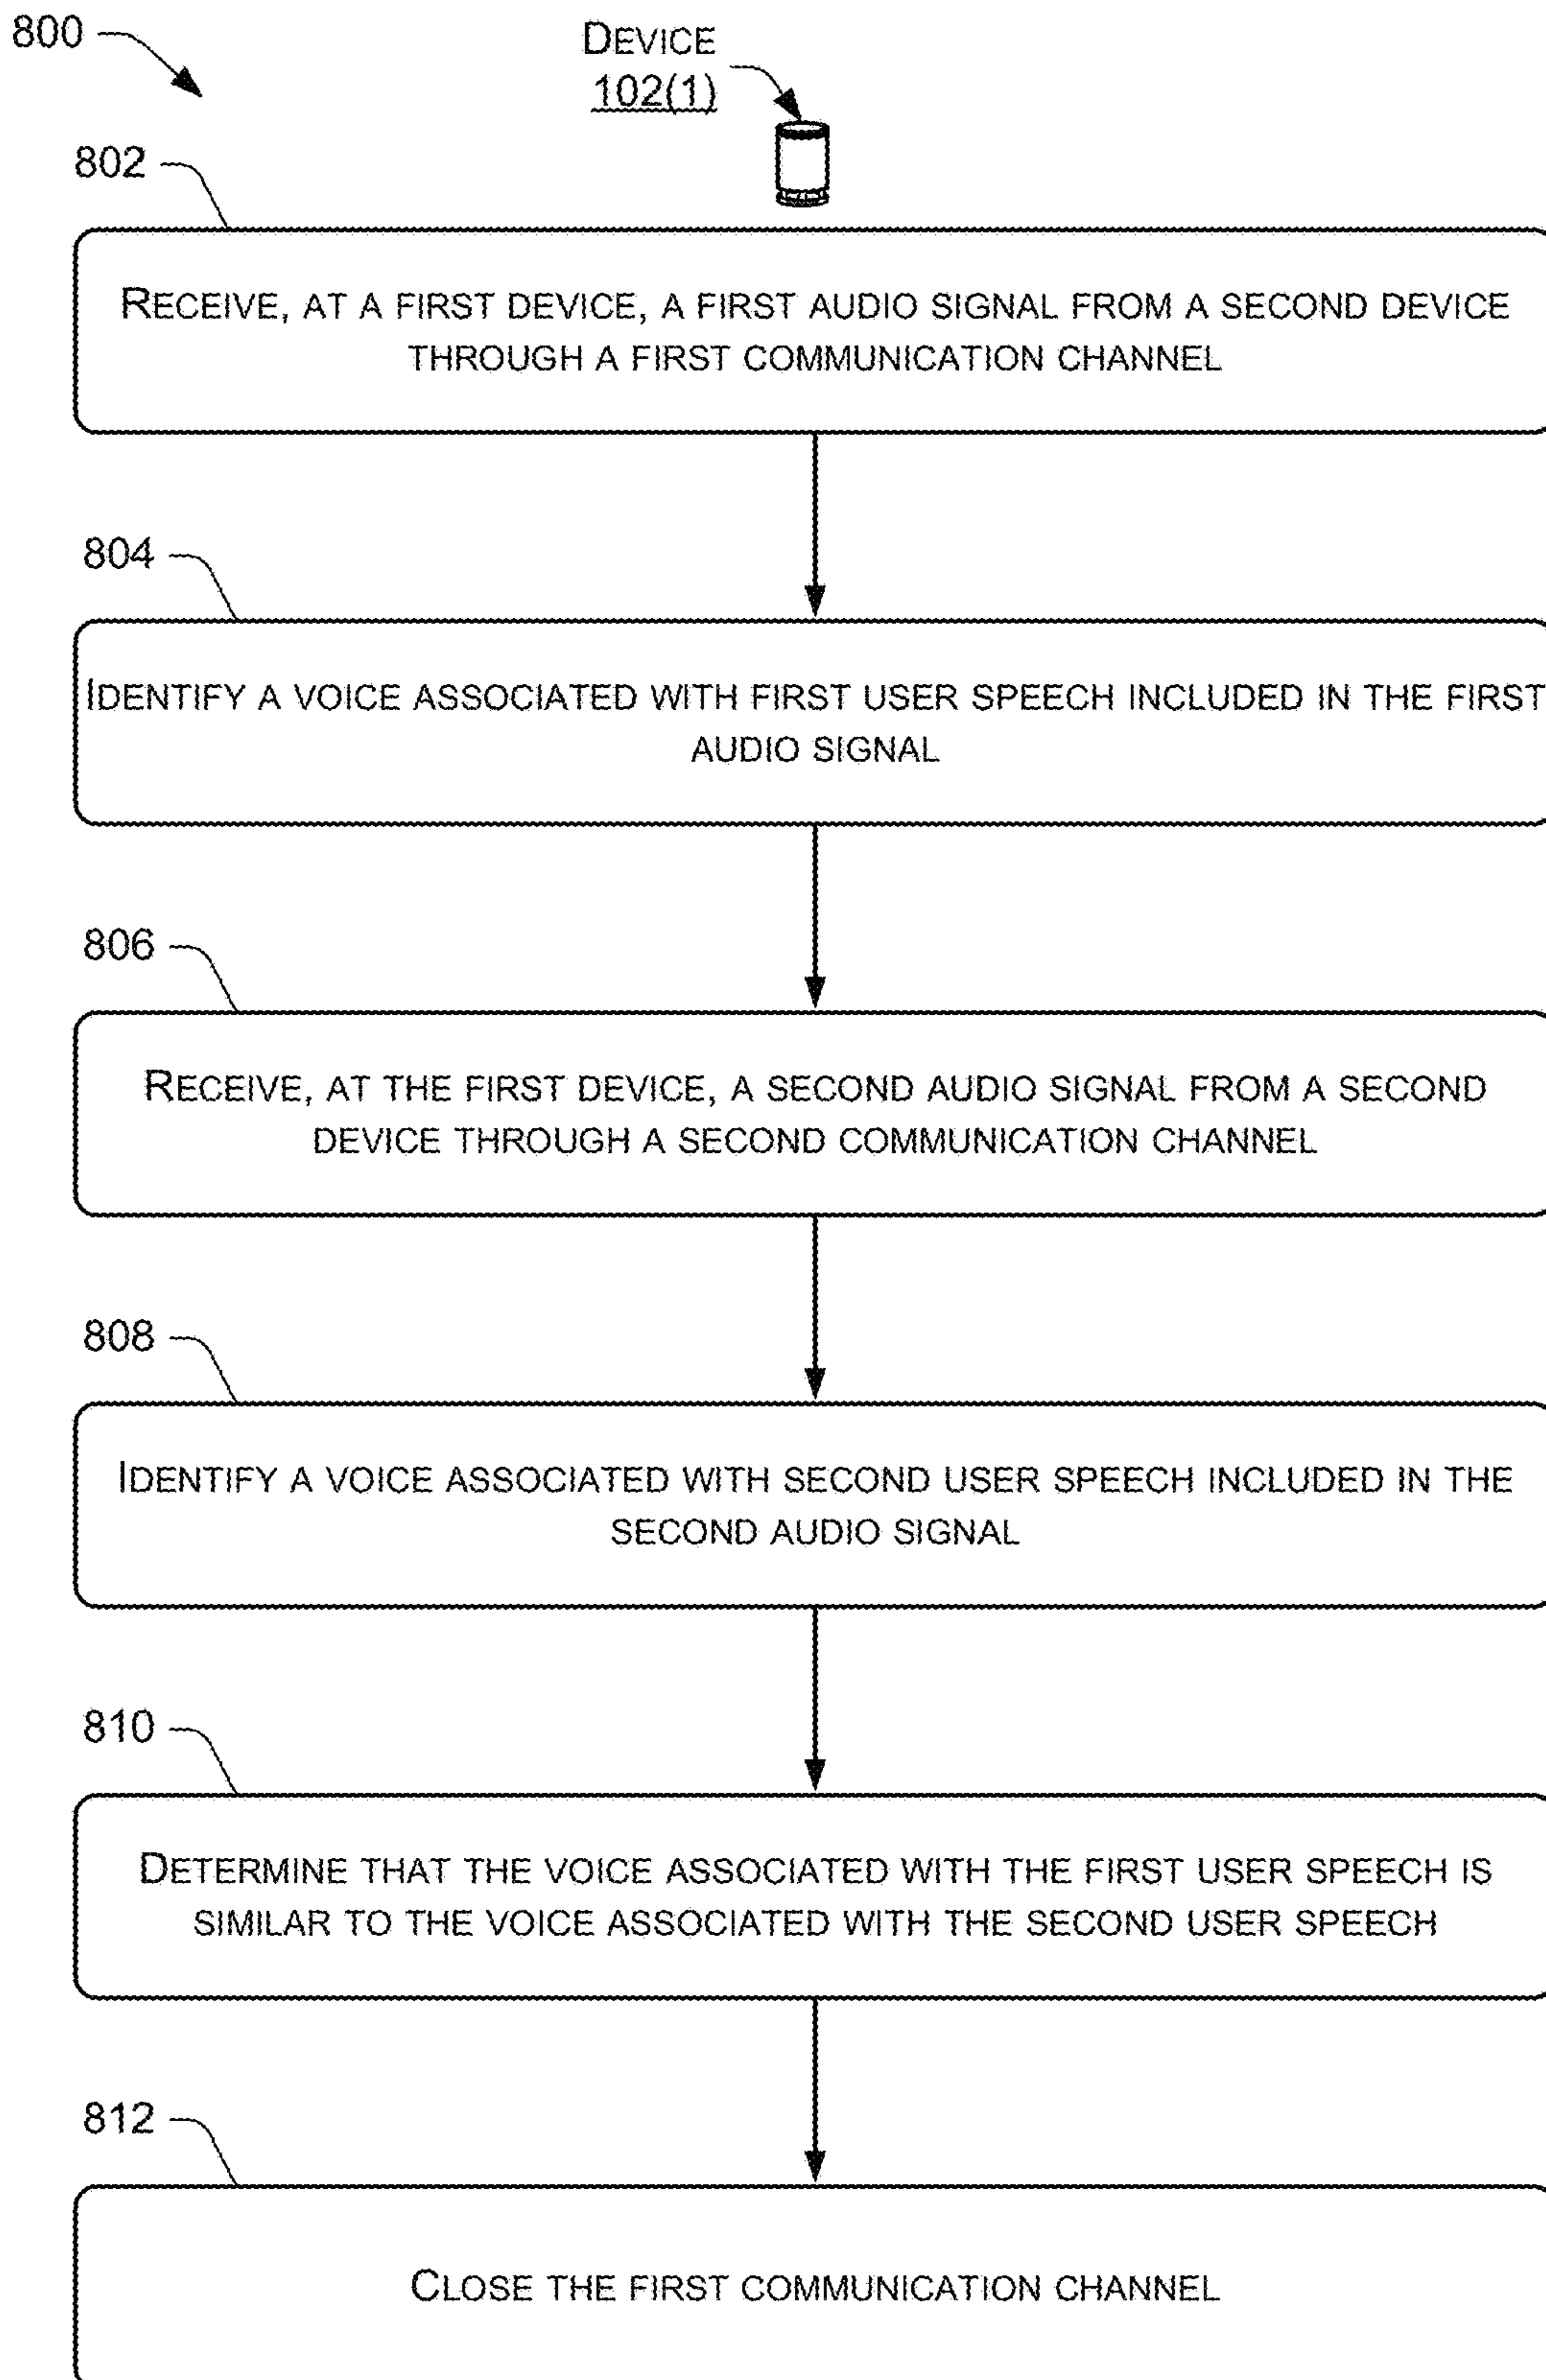 800
DEVICE
102(1)
802
RECEIVE, AT A FIRST DEVICE, A FIRST AUDIO SIGNAL FROM A SECOND DEVICE
THROUGH A FIRST COMMUNICATION CHANNEL
804
IDENTIFY A VOICE ASSOCIATED WITH FIRST USER SPEECH INCLUDED IN THE FIRST
AUDIO SIGNAL
806
RECEIVE, AT THE FIRST DEVICE, A SECOND AUDIO SIGNAL FROM A SECOND
DEVICE THROUGH A SECOND COMMUNICATION CHANNEL
808
IDENTIFY A VOICE ASSOCIATED WITH SECOND USER SPEECH INCLUDED IN THE
SECOND AUDIO SIGNAL
810
DETERMINE THAT THE VOICE ASSOCIATED WITH THE FIRST USER SPEECH IS
SIMILAR TO THE VOICE ASSOCIATED WITH THE SECOND USER SPEECH
812
CLOSE THE FIRST COMMUNICATION CHANNEL